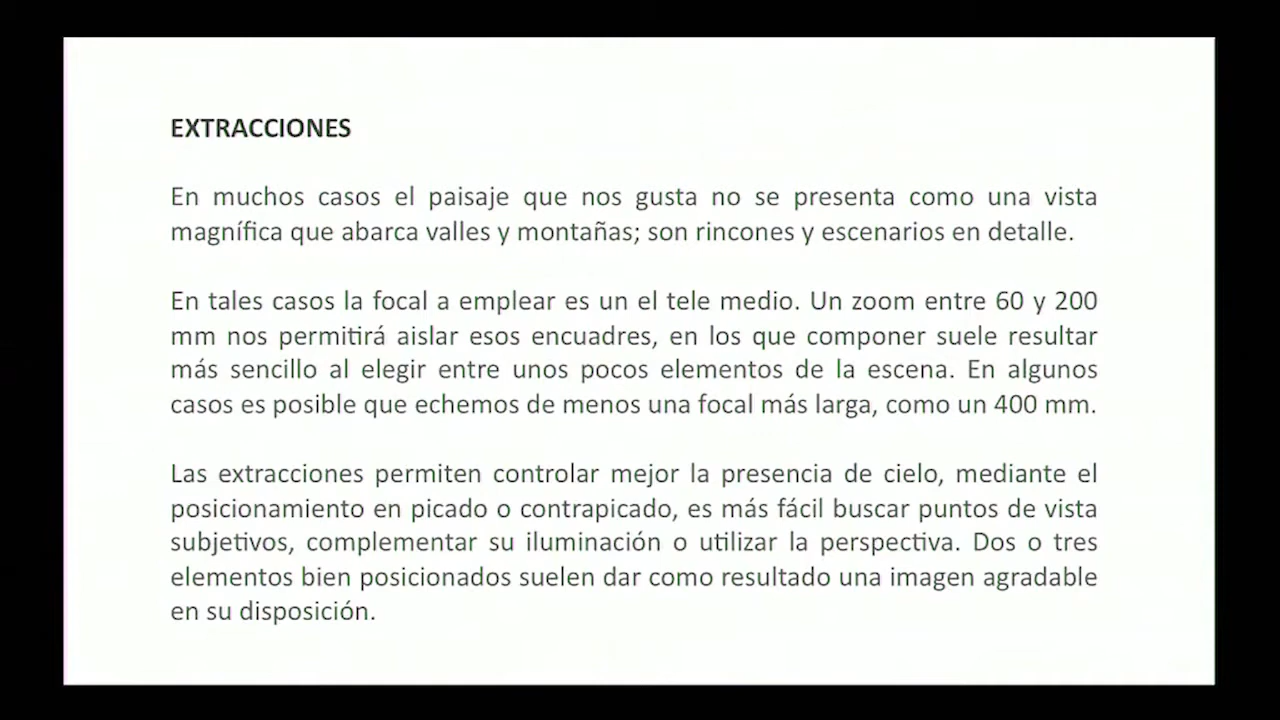 EXTRACCIONES
En muchos casos el paisaje que nos gusta no se presenta como una vista
magnífica que abarca valles y montañas; son rincones y escenarios en detalle.
En tales casos la focal a emplear es un el tele medio. Un zoom entre 60 y 200
mm nos permitirá aislar esos encuadres, en los que componer suele resultar
más sencillo al elegir entre unos pocos elementos de la escena. En algunos
casos es posible que echemos de menos una focal más larga, como un 400 mm.
Las extracciones permiten controlar mejor la presencia de cielo, mediante el
posicionamiento en picado o contrapicado, es más fácil buscar puntos de vista
subjetivos, complementar su iluminación o utilizar la perspectiva. Dos o tres
elementos bien posicionados suelen dar como resultado una imagen agradable
en su disposición.